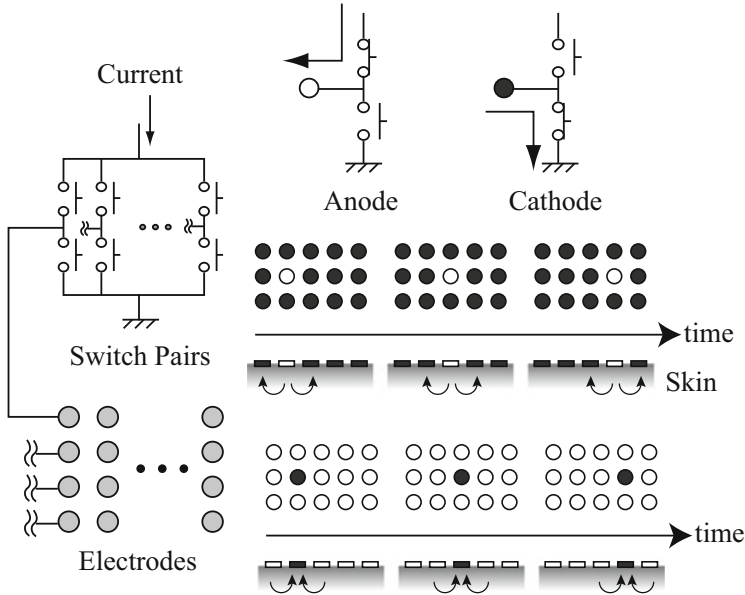 Current
Anode
Cathode
time
Switch Pairs
Skin
time
Electrodes